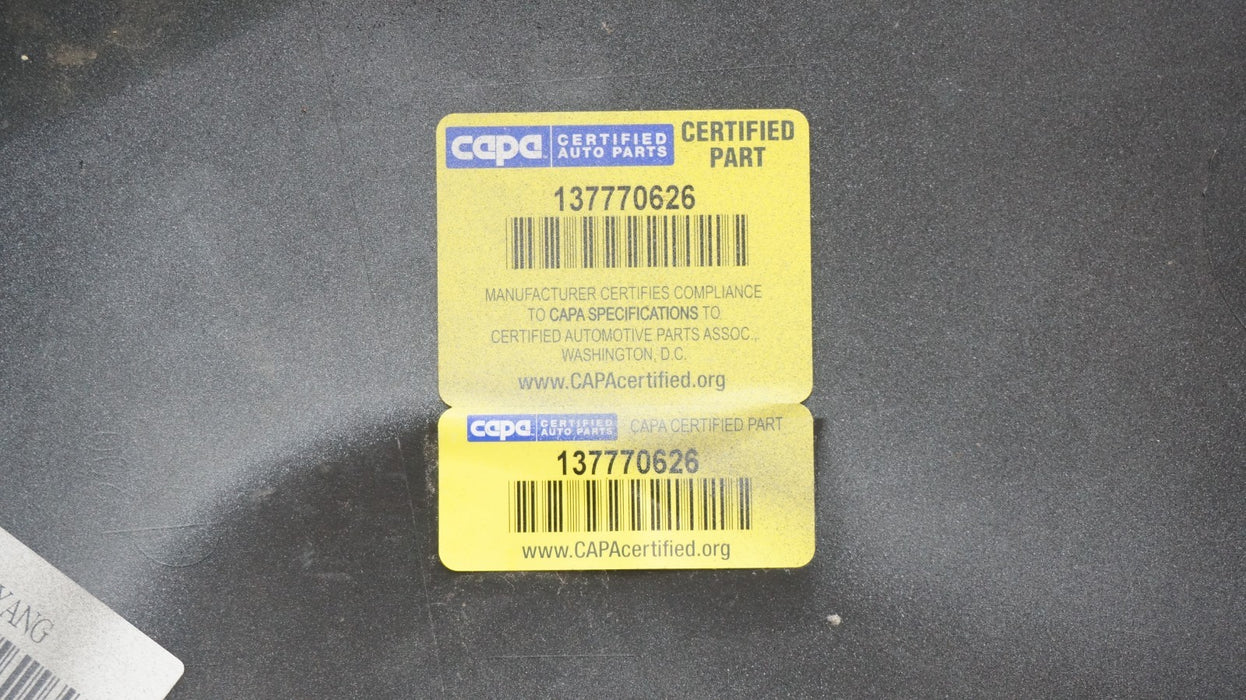 capa CERTIFIED AUTO PARTS CERTIFIED PART
137770626
MANUFACTURER CERTIFIES COMPLIANCE
TO CAPA SPECIFICATIONS TO
CERTIFIED AUTOMOTIVE PARTS ASSOC.,
WASHINGTON, D.C.
www.CAPAcertified.org
capa CERTIFIED AUTO PARTS CAPA CERTIFIED PART
137770626
www.CAPAcertified.org